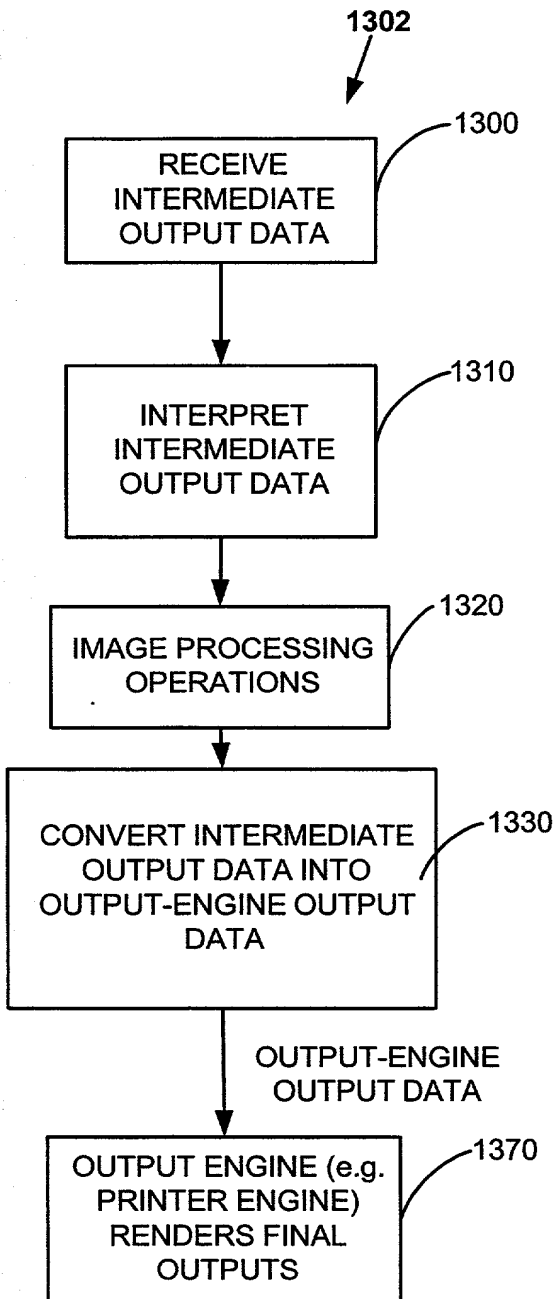 1302
1300
RECEIVE
INTERMEDIATE
OUTPUT DATA
1310
INTERPRET
INTERMEDIATE
OUTPUT DATA
1320
IMAGE PROCESSING
OPERATIONS
1330
CONVERT INTERMEDIATE
OUTPUT DATA INTO
OUTPUT-ENGINE OUTPUT
DATA
OUTPUT-ENGINE
OUTPUT DATA
1370
OUTPUT ENGINE (e.g.
PRINTER ENGINE)
RENDERS FINAL
OUTPUTS